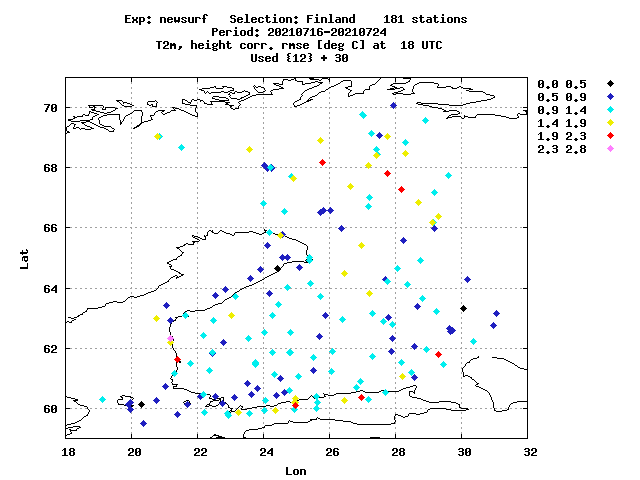 Exp: newsurf Selection: Finland 181 stations
Period: 20210716-20210724
T2m, height corr. rmse [deg C] at 18 UTC
Used {12} + 30
0.0 0.5
0.5 0.9
0.9 1.4
1.4 1.9
1.9 2.3
2.3 2.8
70
68
66
64
62
60
Lat
18 20 22 24 26 28 30 32
Lon